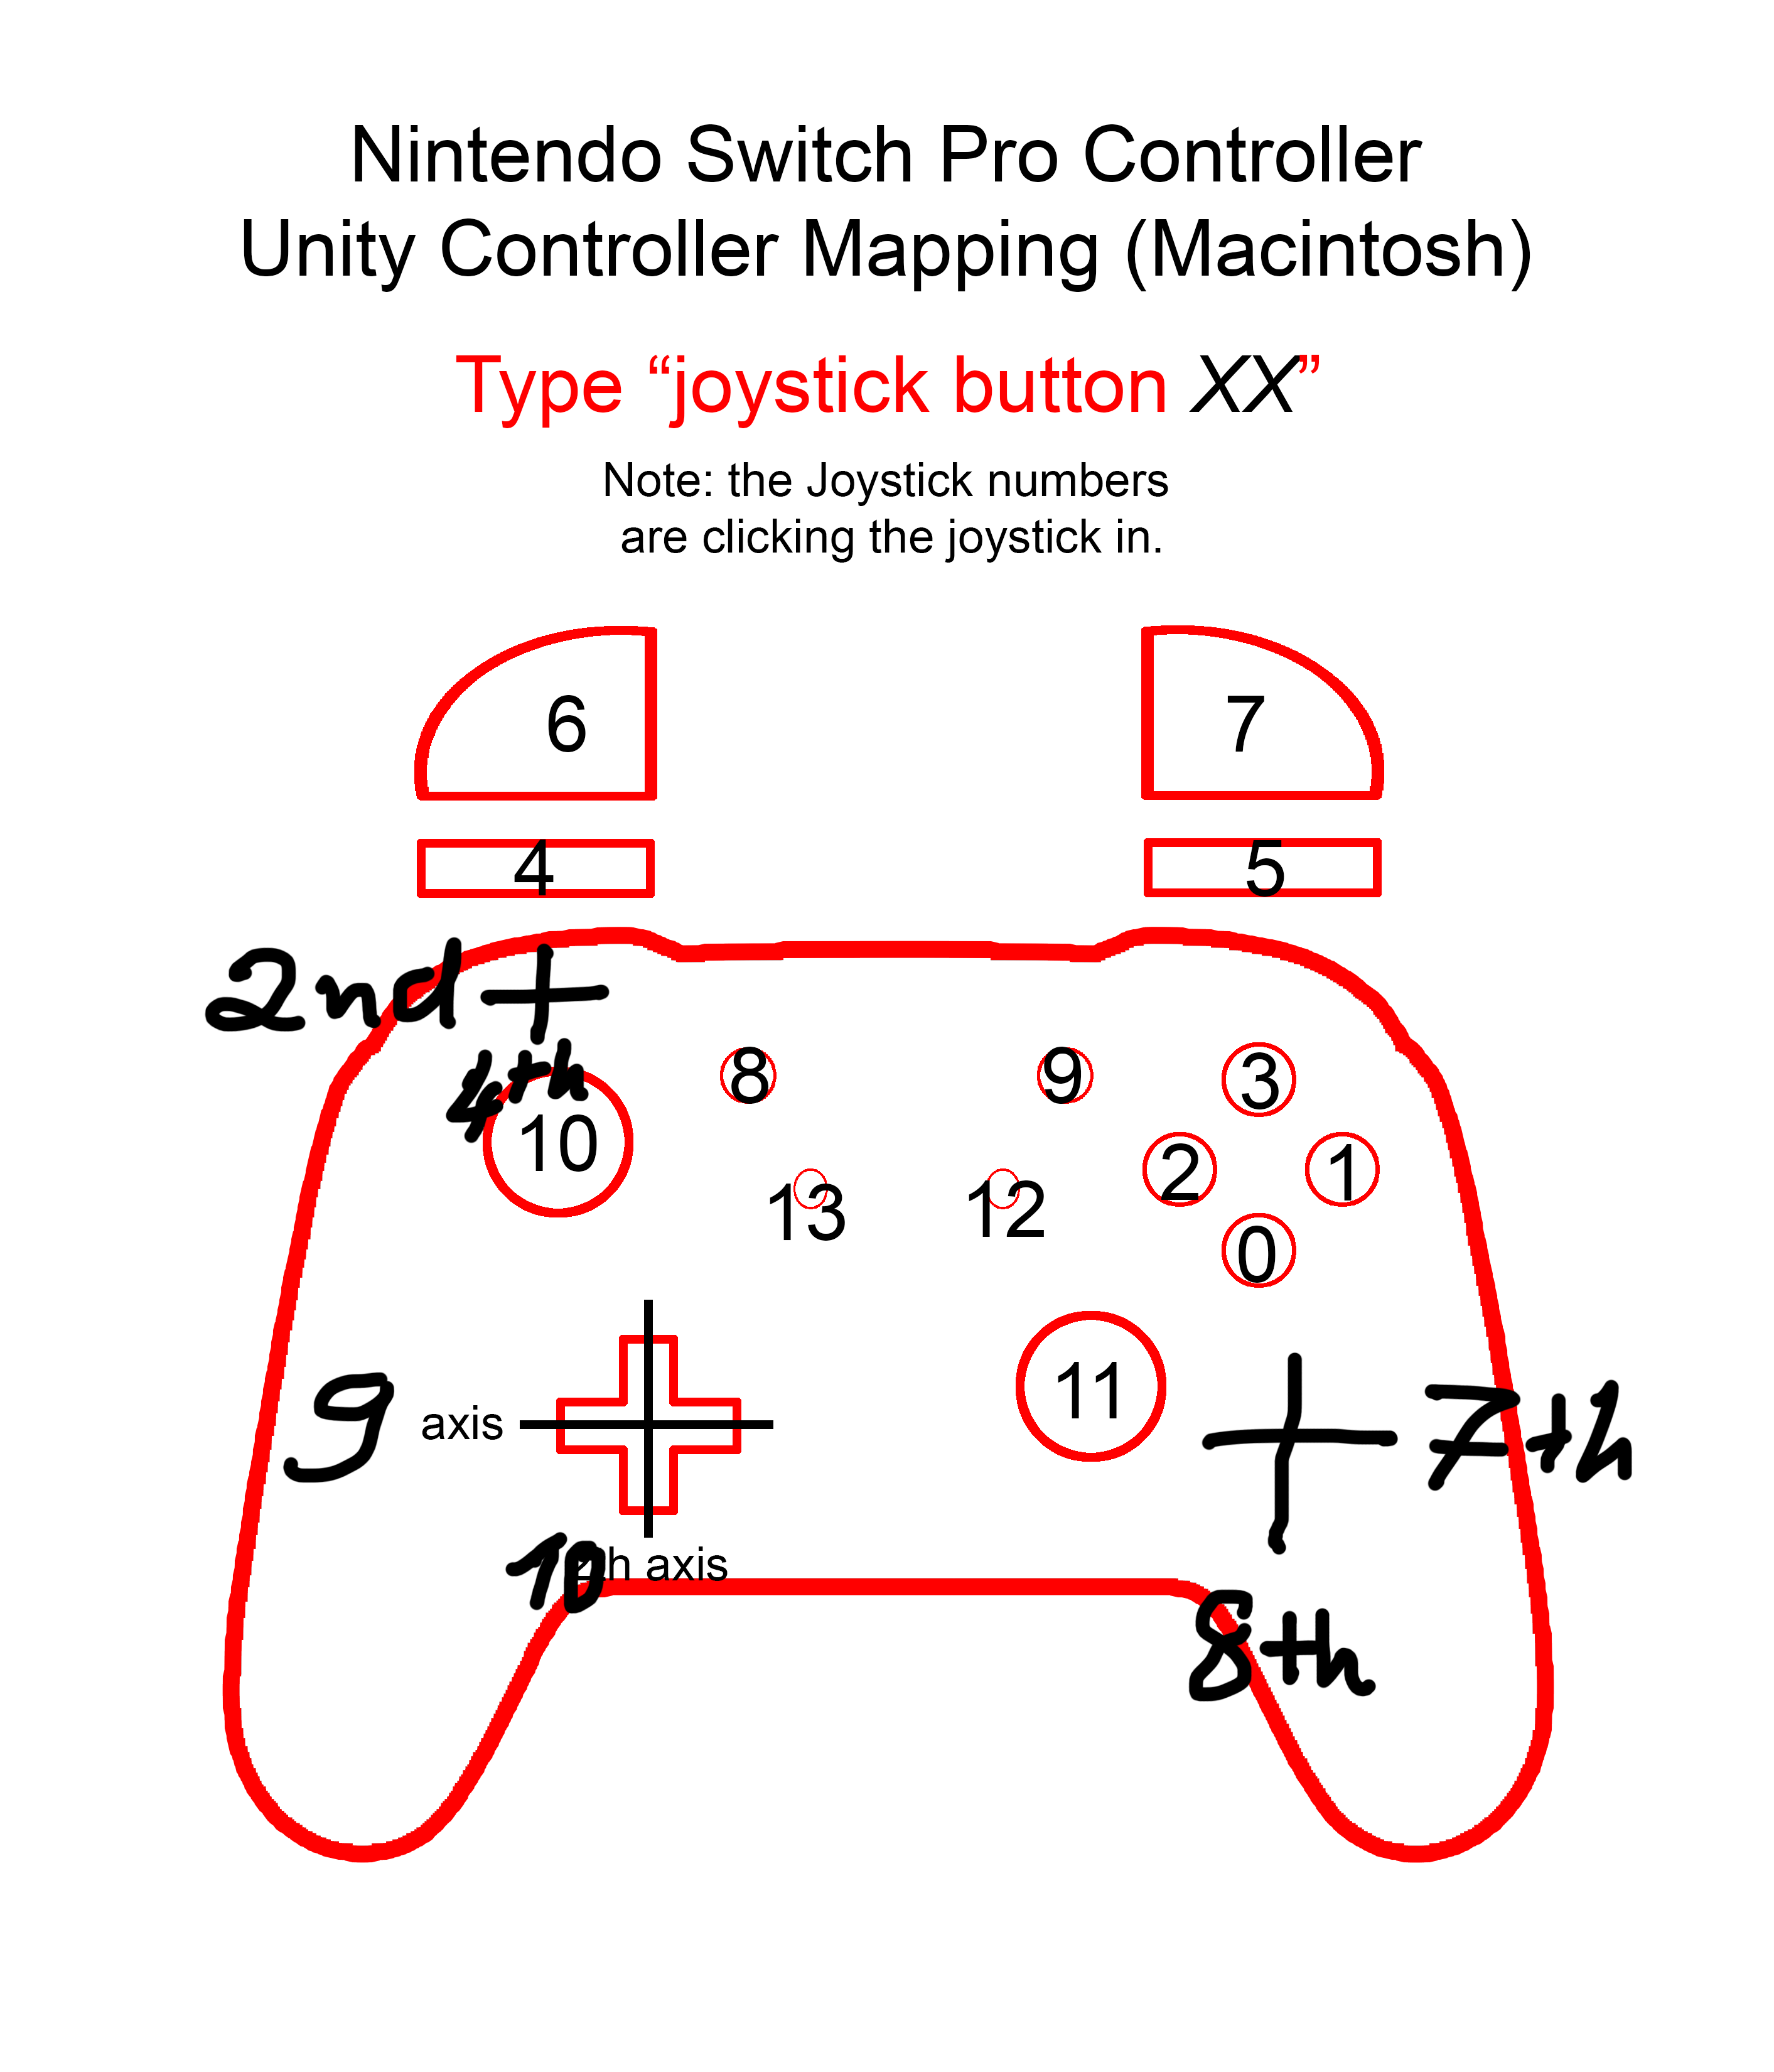 Nintendo Switch Pro Controller
Unity Controller Mapping (Macintosh)
Type “joystick button XX”
Note: the Joystick numbers
are clicking the joystick in.
6
7
4
5
2nd
4th
10
8
9
3
2
1
0
13
12
11
9 axis
7th
10 h axis
8th